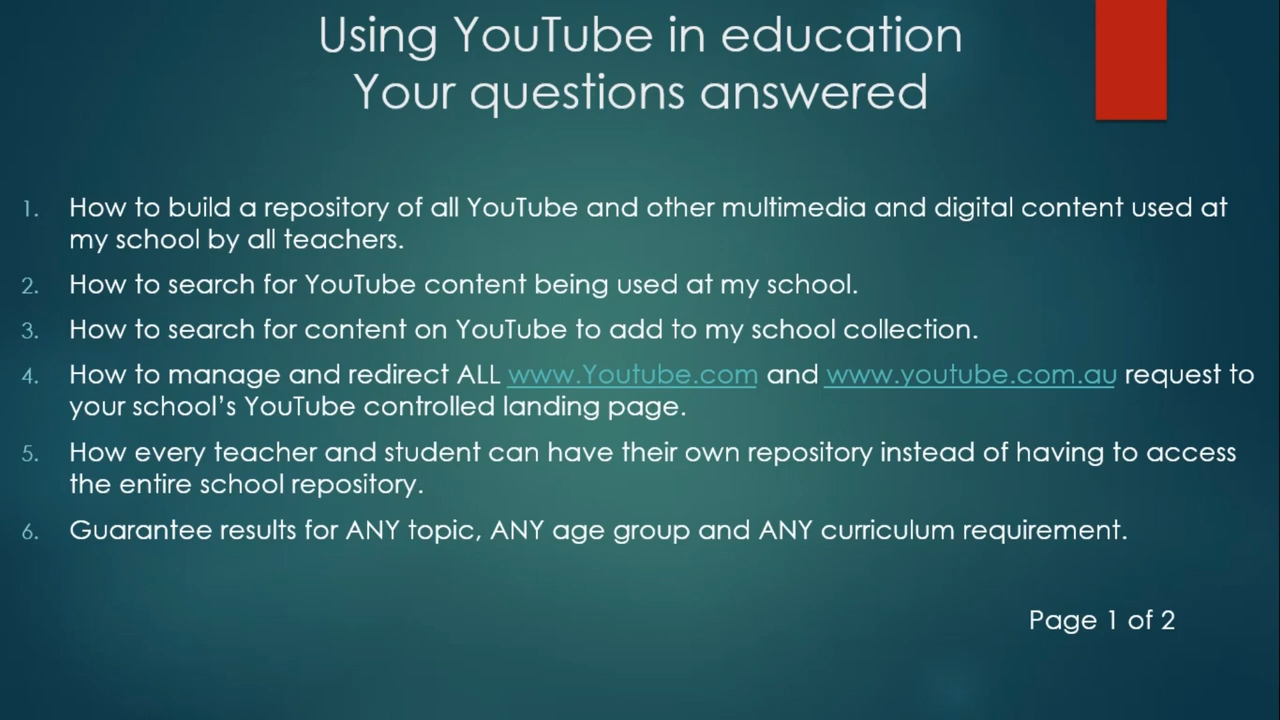 Using YouTube in education
Your questions answered
1. How to build a repository of all YouTube and other multimedia and digital content used at
my school by all teachers.
2. How to search for YouTube content being used at my school.
3. How to search for content on YouTube to add to my school collection.
4. How to manage and redirect ALL www.Youtube.com and www.youtube.com.au request to
your school’s YouTube controlled landing page.
5. How every teacher and student can have their own repository instead of having to access
the entire school repository.
6. Guarantee results for ANY topic, ANY age group and ANY curriculum requirement.
Page 1 of 2